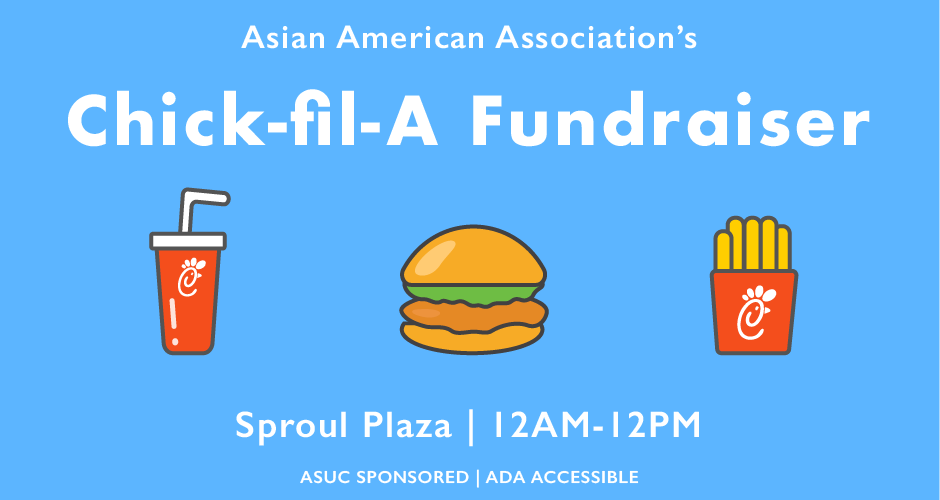 Asian American Association’s
Chick-fil-A Fundraiser
Sproul Plaza | 12AM-12PM
ASUC SPONSORED | ADA ACCESSIBLE